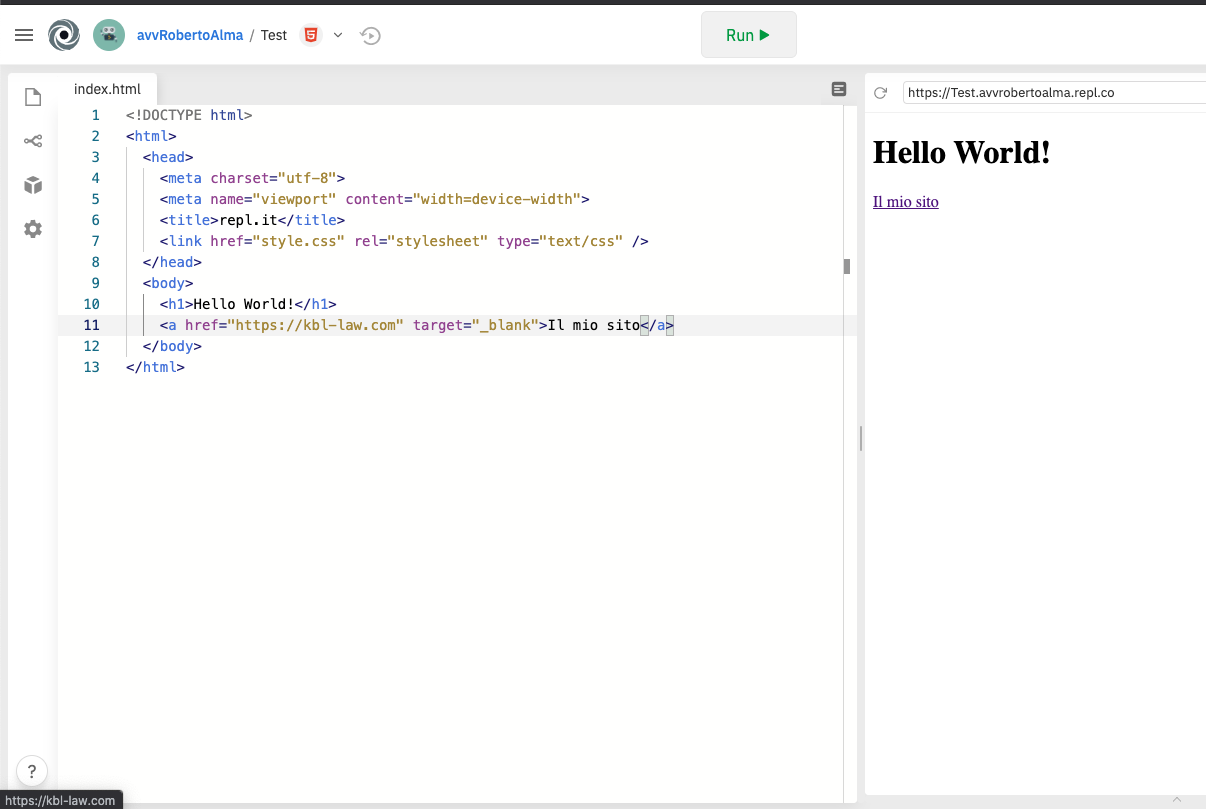 avvRobertoAlma / Test
Run
index.html
https://Test.avvrobertoalma.repl.co
1 <!DOCTYPE html>
2 <html>
3 <head>
4 <meta charset="utf-8">
5 <meta name="viewport" content="width=device-width">
6 <title>repl.it</title>
7 <link href="style.css" rel="stylesheet" type="text/css" />
8 </head>
9 <body>
10 <h1>Hello World!</h1>
11 <a href="https://kbl-law.com" target="_blank">Il mio sito</a>
12 </body>
13 </html>
Hello World!
Il mio sito
?
https://kbl-law.com